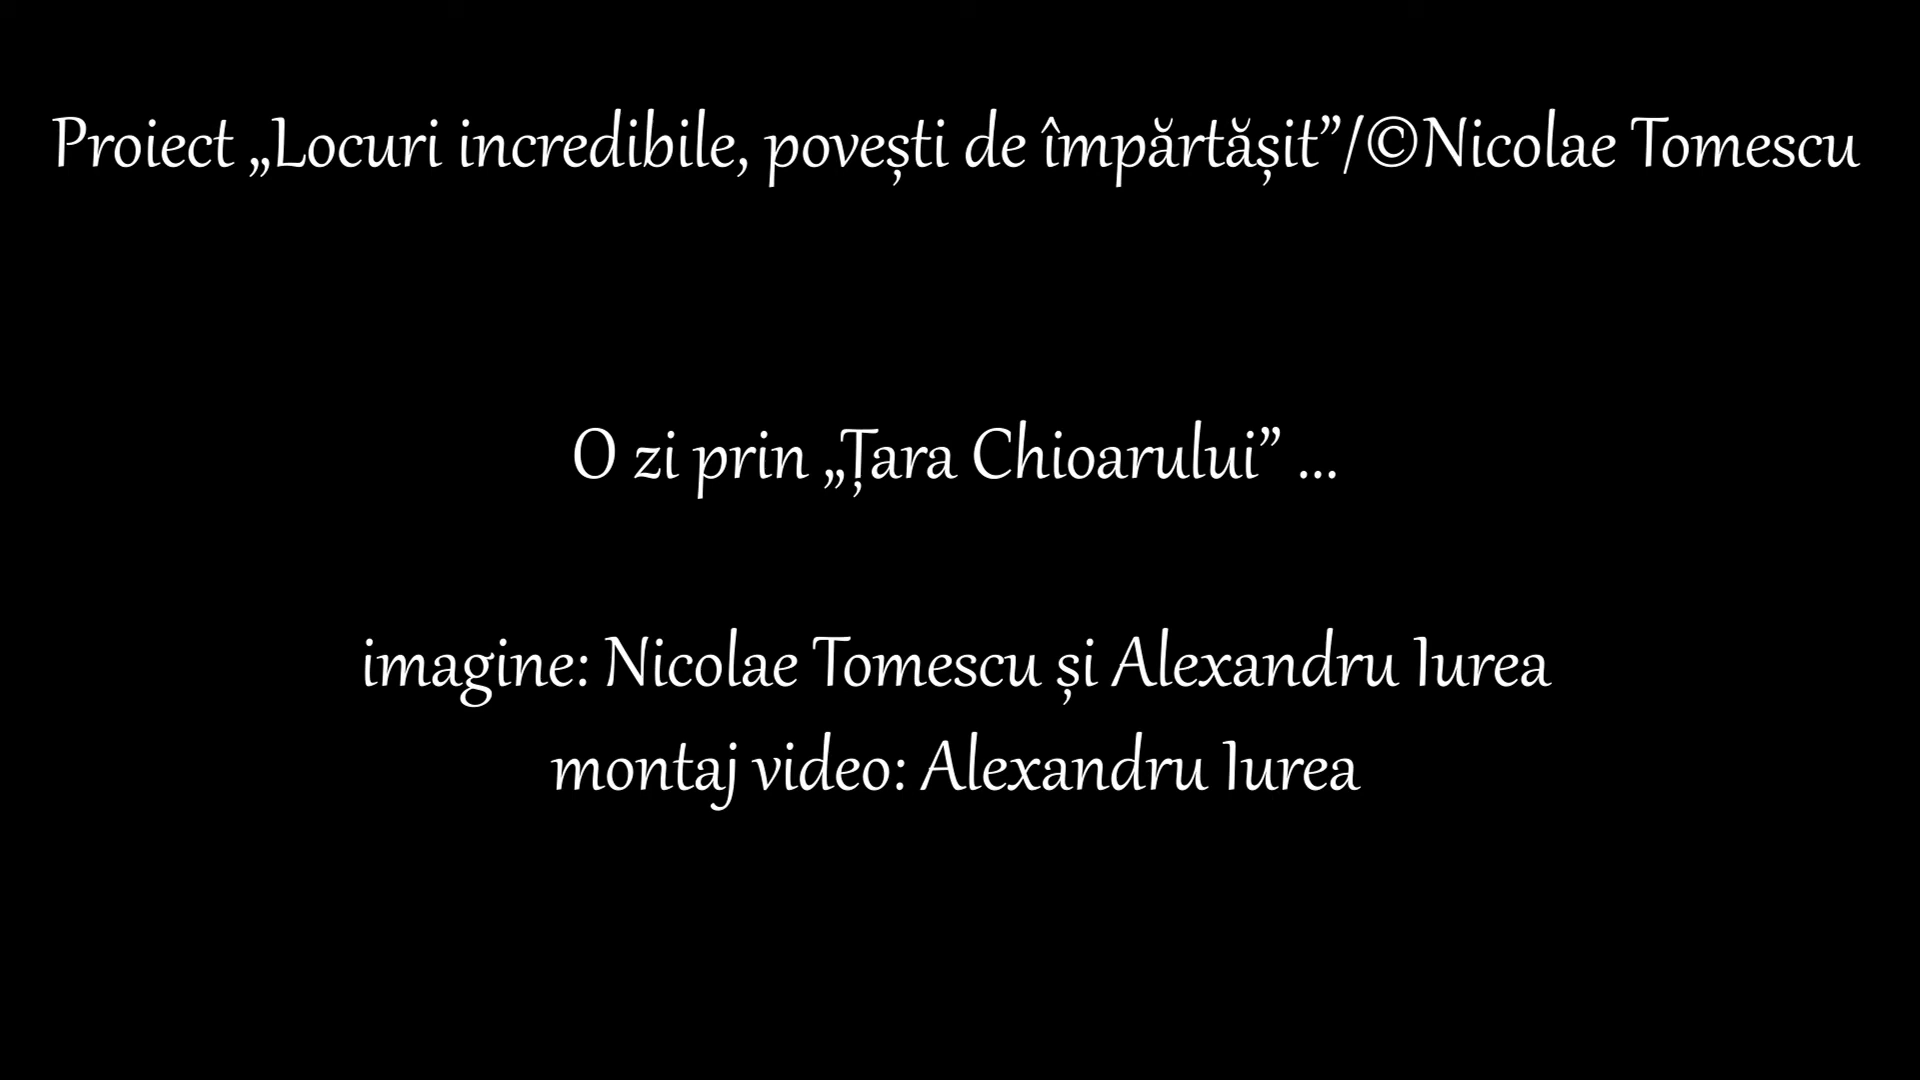 Proiect „Locuri incredibile, povești de împărtășit”/©Nicolae Tomescu
O zi prin „Țara Chioarului” ...
imagine: Nicolae Tomescu și Alexandru Iurea
montaj video: Alexandru Iurea